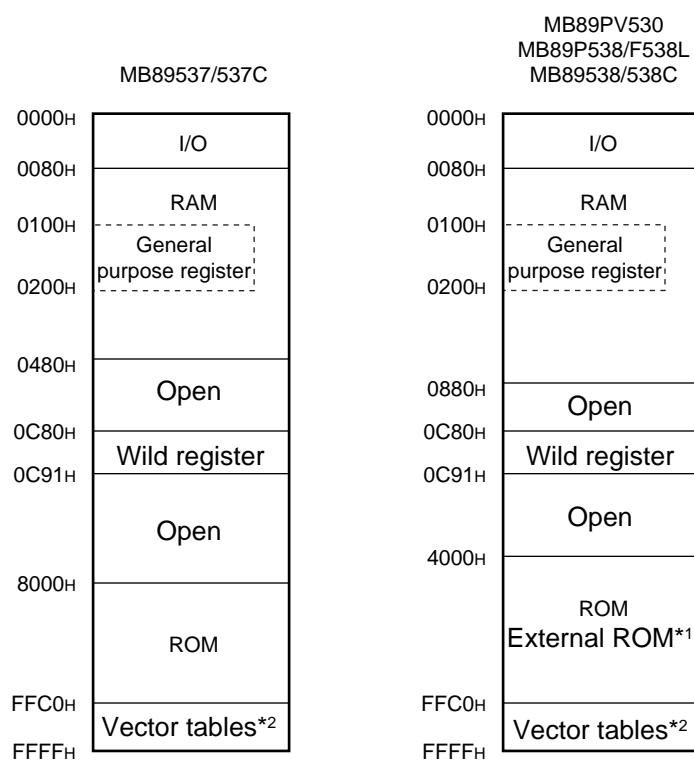 MB89537/537C
0000H
I/O
0080H
RAM
0100H
General
purpose register
0200H
0480H
Open
0C80H
Wild register
0C91H
Open
8000H
ROM
FFC0H
Vector tables*2
FFFFH
MB89PV530
MB89P538/F538L
MB89538/538C
0000H
I/O
0080H
RAM
0100H
General
purpose register
0200H
0880H
Open
0C80H
Wild register
0C91H
Open
4000H
ROM
External ROM*1
FFC0H
Vector tables*2
FFFFH